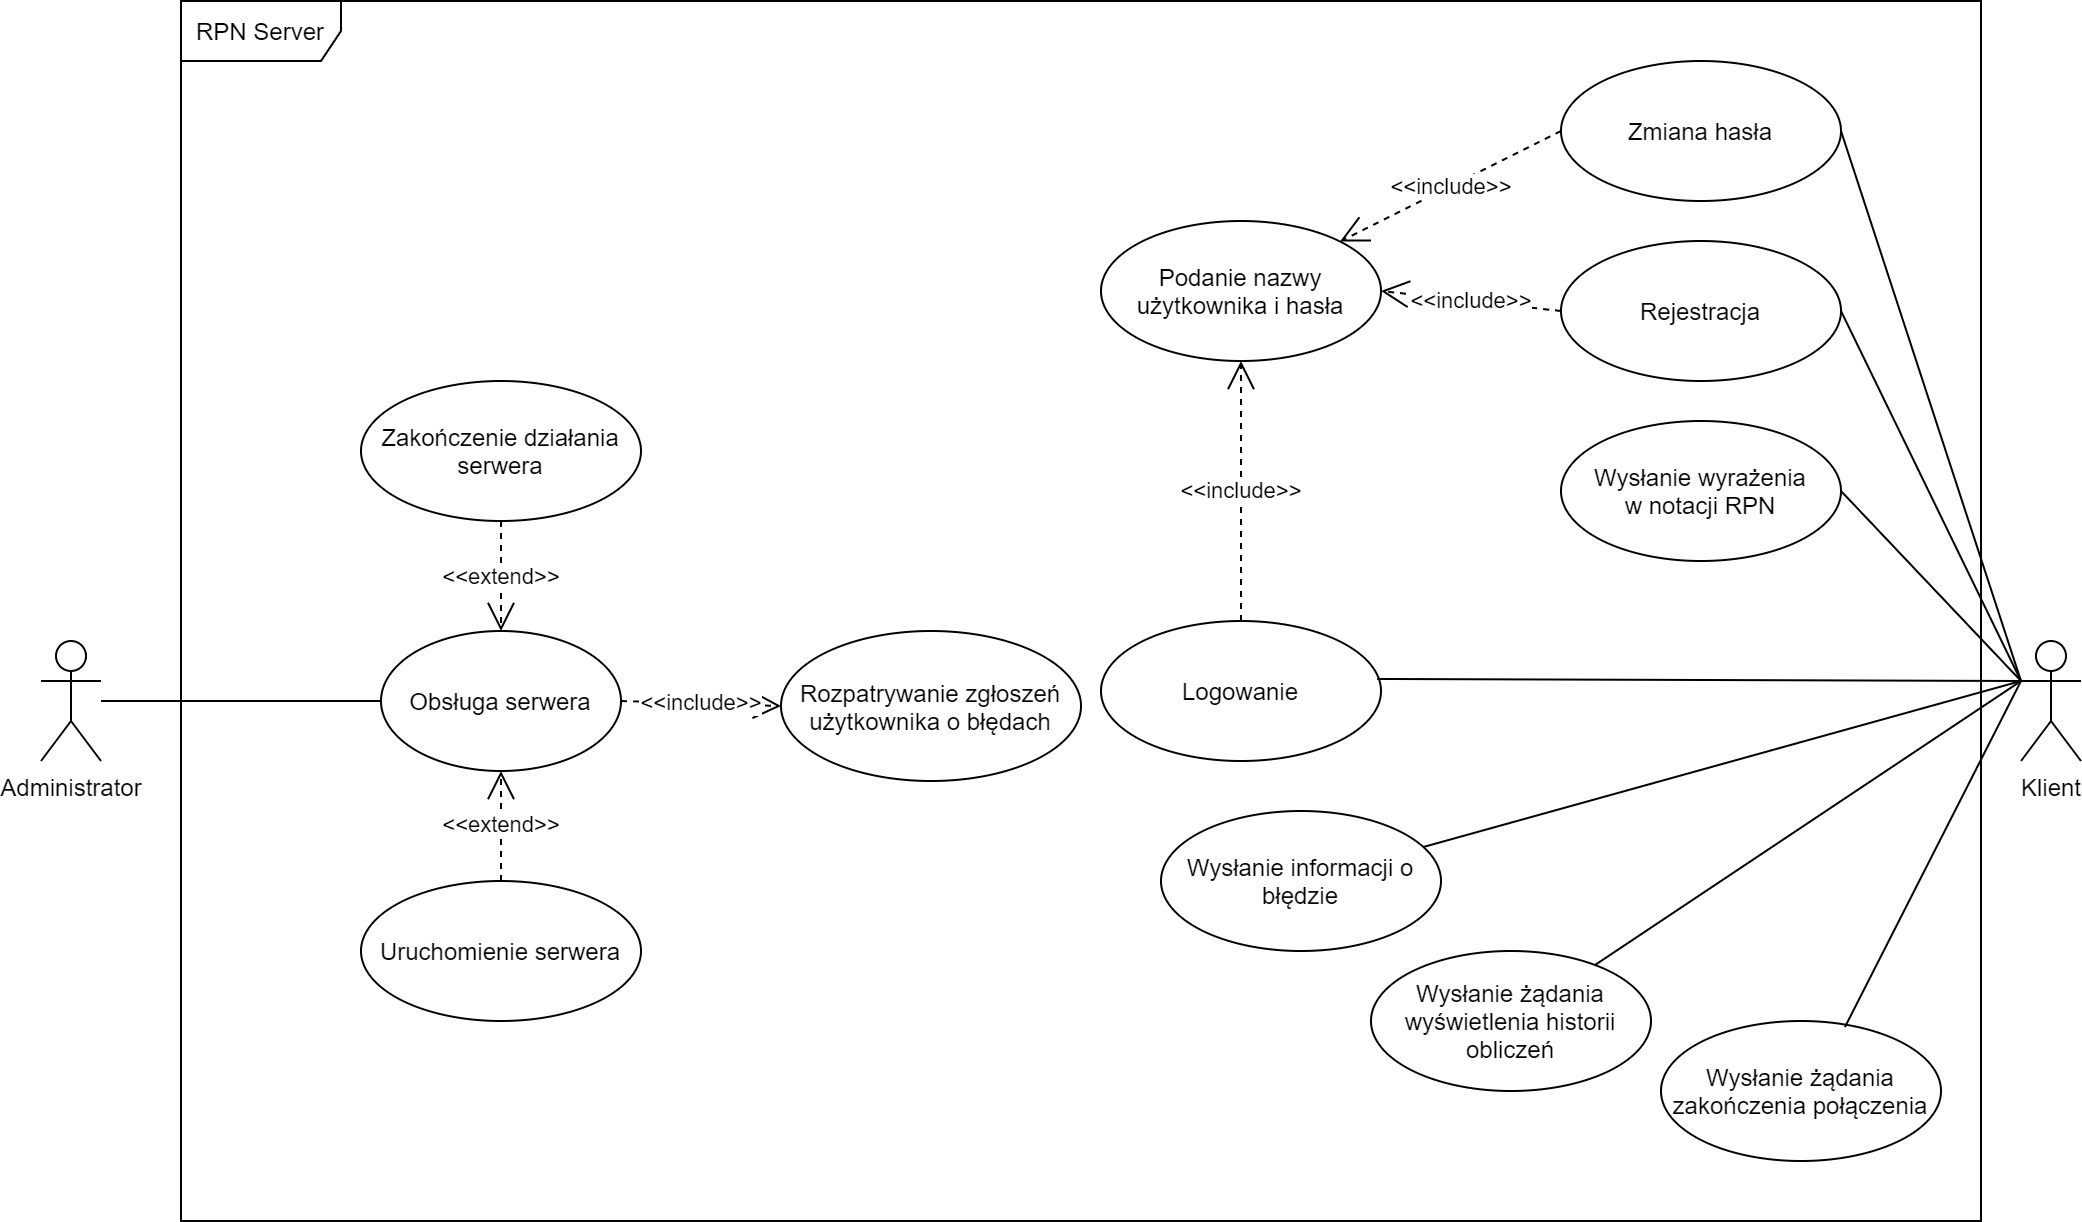 RPN Server
Zmiana hasła
<<include>>
Podanie nazwy
użytkownika i hasła
<<include>>
Rejestracja
Zakończenie działania
serwera
Wysłanie wyrażenia
w notacji RPN
<<include>>
<<extend>>
Administrator
Obsługa serwera
<<include>>
Rozpatrywanie zgłoszeń
użytkownika o błędach
Logowanie
Klient
<<extend>>
Uruchomienie serwera
Wysłanie informacji o
błędzie
Wysłanie żądania
wyświetlenia historii
obliczeń
Wysłanie żądania
zakończenia połączenia